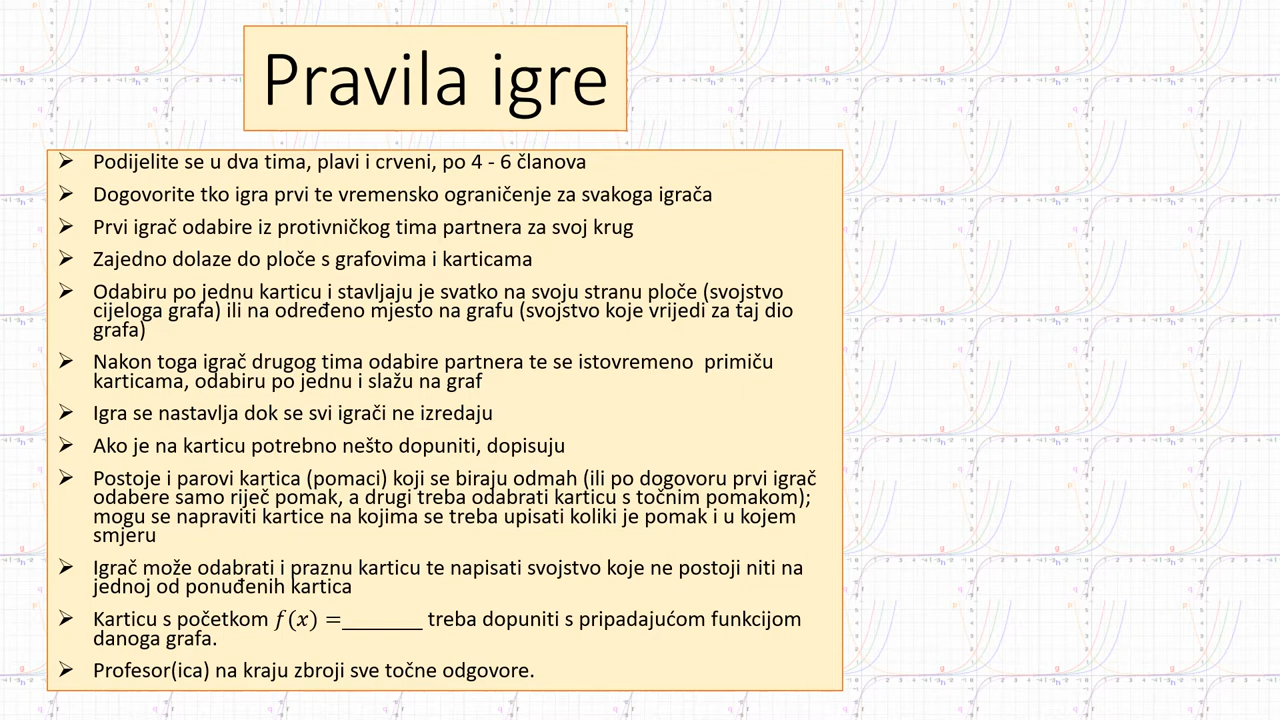 Pravila igre
➢ Podijelite se u dva tima, plavi i crveni, po 4 - 6 članova
➢ Dogovorite tko igra prvi te vremensko ograničenje za svakoga igrača
➢ Prvi igrač odabire iz protivničkog tima partnera za svoj krug
➢ Zajedno dolaze do ploče s grafovima i karticama
➢ Odabiru po jednu karticu i stavljaju je svatko na svoju stranu ploče (svojstvo
cijeloga grafa) ili na određeno mjesto na grafu (svojstvo koje vrijedi za taj dio
grafa)
➢ Nakon toga igrač drugog tima odabire partnera te se istovremeno  primiču
karticama, odabiru po jednu i slažu na graf
➢ Igra se nastavlja dok se svi igrači ne izredaju
➢ Ako je na karticu potrebno nešto dopuniti, dopisuju
➢ Postoje i parovi kartica (pomaci) koji se biraju odmah (ili po dogovoru prvi igrač
odabere samo riječ pomak, a drugi treba odabrati karticu s točnim pomakom);
mogu se napraviti kartice na kojima se treba upisati koliki je pomak i u kojem
smjeru
➢ Igrač može odabrati i praznu karticu te napisati svojstvo koje ne postoji niti na
jednoj od ponuđenih kartica
➢ Karticu s početkom f(x) =_______ treba dopuniti s pripadajućom funkcijom
danoga grafa.
➢ Profesor(ica) na kraju zbroji sve točne odgovore.